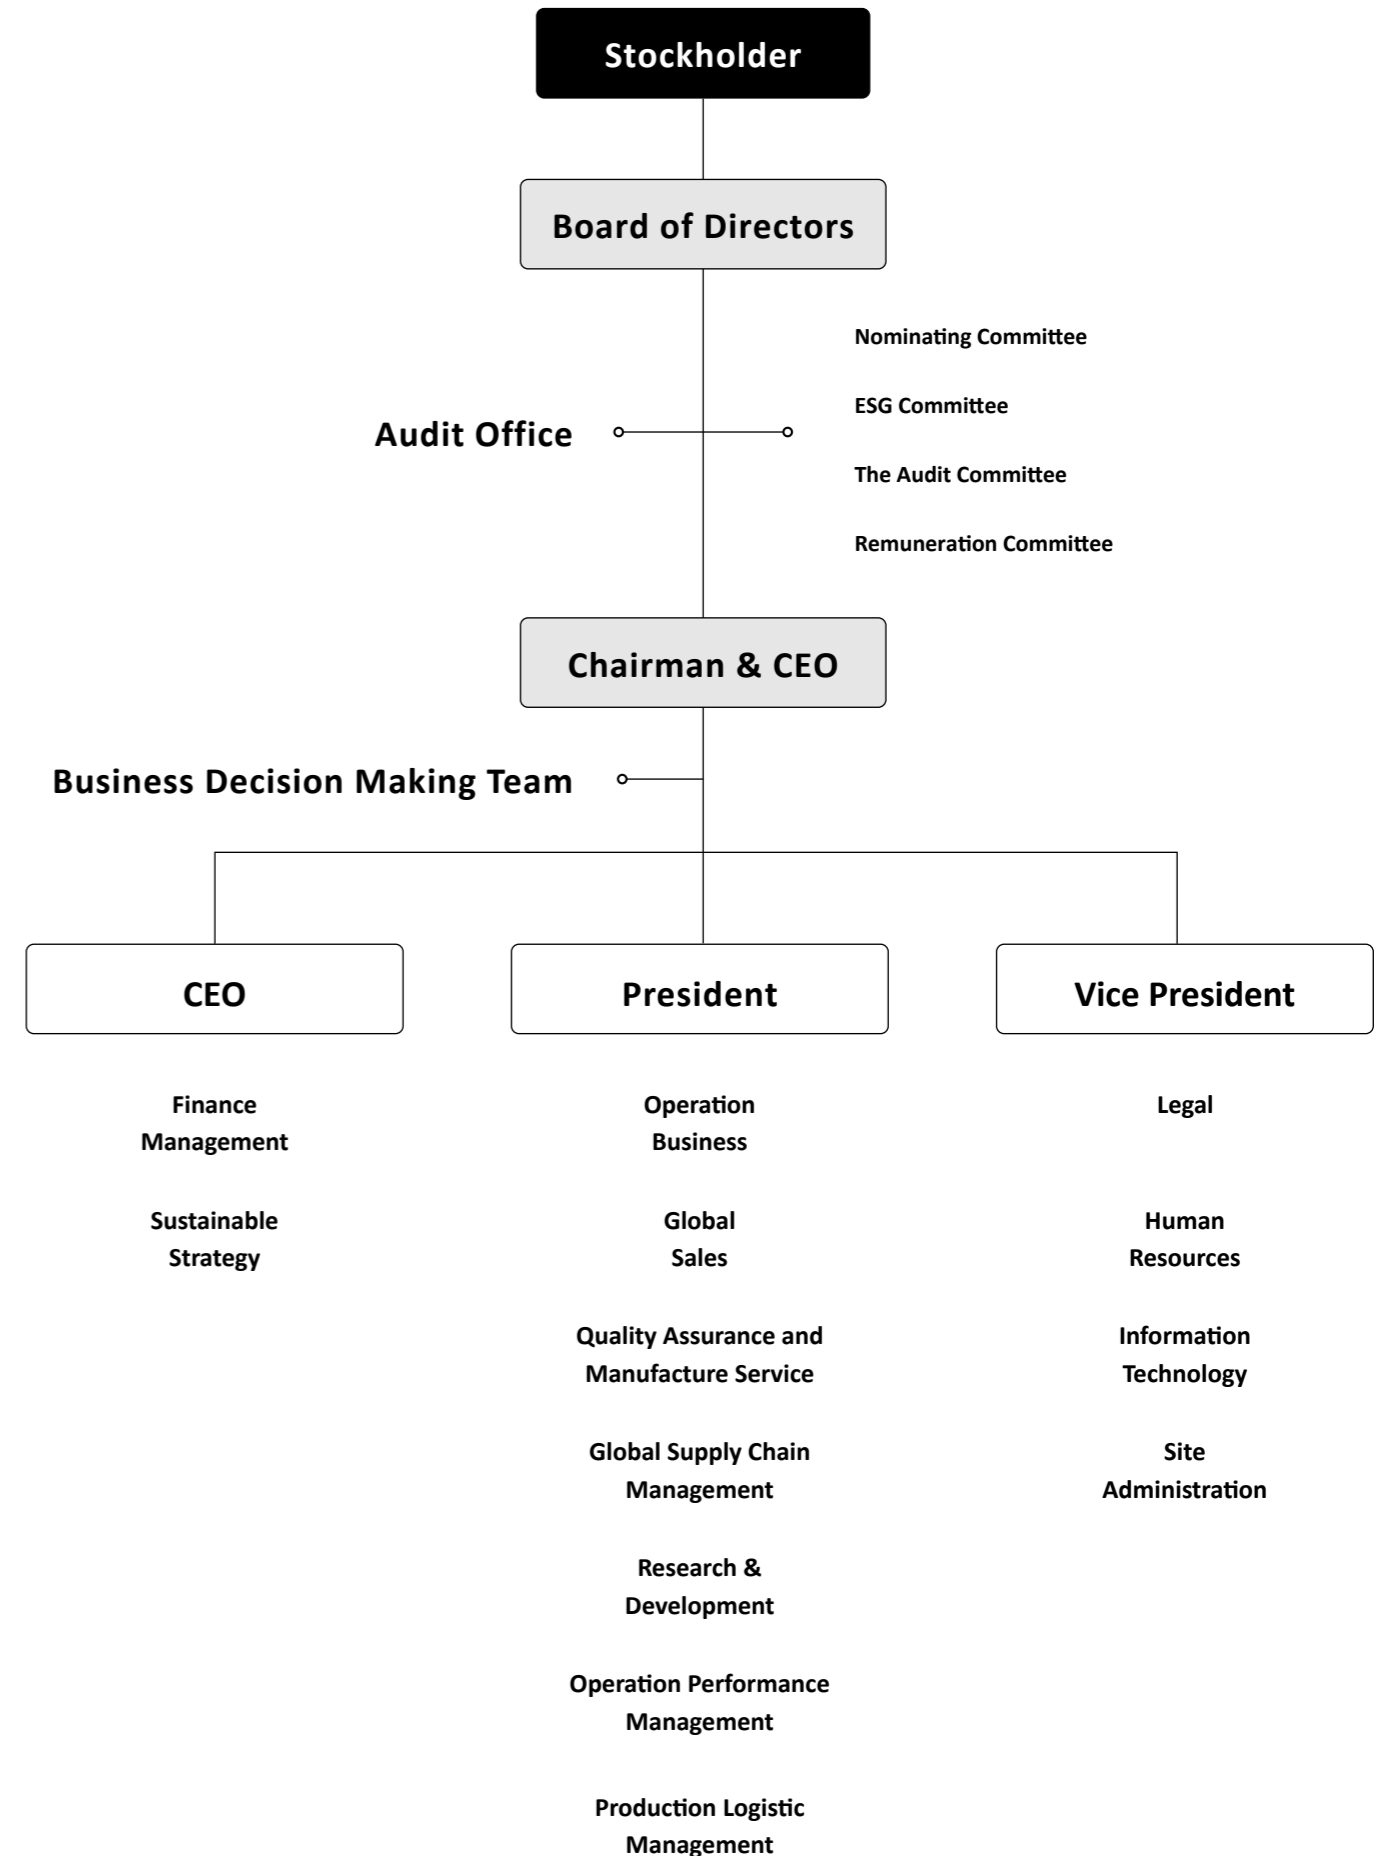 Stockholder
Board of Directors
Nominating Committee
ESG Committee
Audit Office
The Audit Committee
Remuneration Committee
Chairman & CEO
Business Decision Making Team
CEO
President
Vice President
Finance
Management
Sustainable
Strategy
Operation
Business
Global
Sales
Quality Assurance and
Manufacture Service
Global Supply Chain
Management
Research &
Development
Operation Performance
Management
Production Logistic
Management
Legal
Human
Resources
Information
Technology
Site
Administration